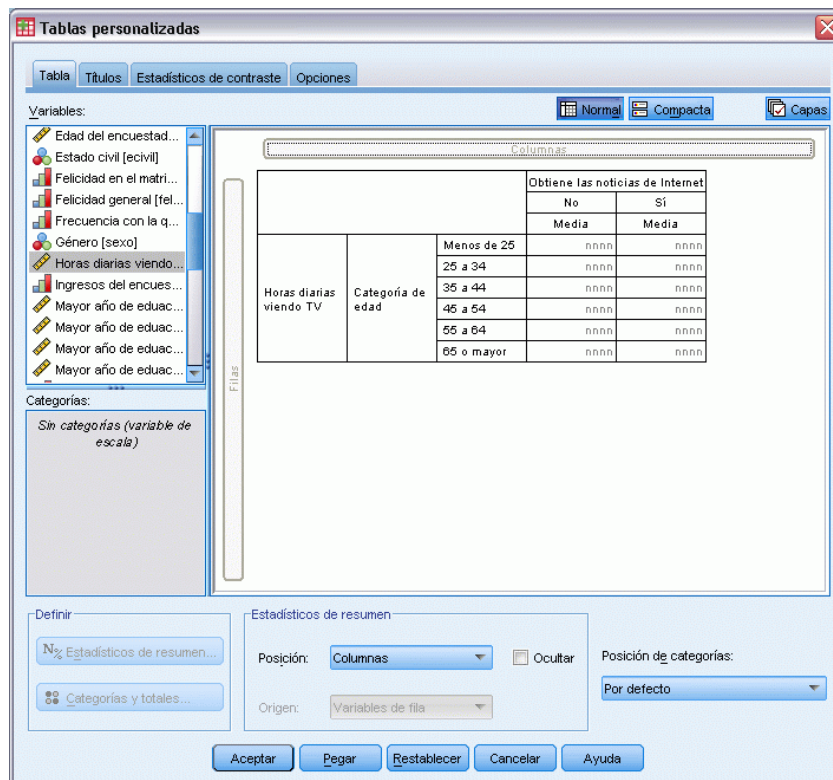 Tablas personalizadas
Tabla Títulos Estadísticos de contraste Opciones
Variables:
Normal Compacta Capas
Edad del encuestad...
Estado civil [ecivil]
Felicidad en el matri...
Felicidad general [fel...
Frecuencia con la q...
Género [sexo]
Horas diarias viendo...
Ingresos del encues...
Mayor año de eduac...
Mayor año de eduac...
Mayor año de eduac...
Mayor año de eduac...
Categorías:
Sin categorías (variable de
escala)
Columnas
Filas
Obtiene las noticias de Internet
No Sí
Media Media
Horas diarias
viendo TV
Categoría de
edad
Menos de 25 nnnn nnnn
25 a 34 nnnn nnnn
35 a 44 nnnn nnnn
45 a 54 nnnn nnnn
55 a 64 nnnn nnnn
65 o mayor nnnn nnnn
Definir
N% Estadísticos de resumen...
Categorías y totales...
Estadísticos de resumen
Posición: Columnas Ocultar
Origen: Variables de fila
Posición de categorías:
Por defecto
Aceptar Pegar Restablecer Cancelar Ayuda